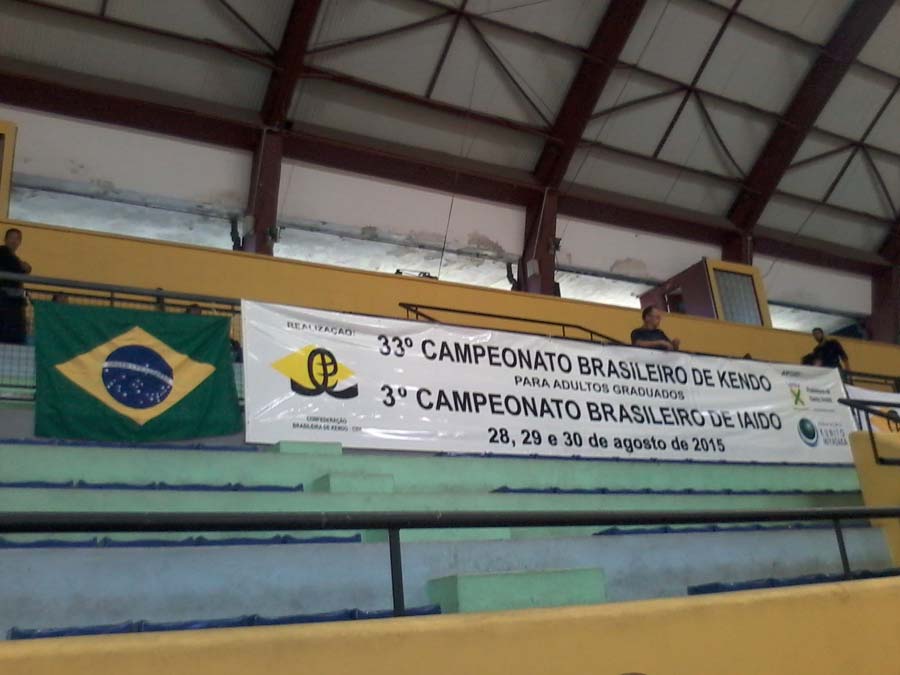 REALIZAÇÃO:
CONFEDERAÇÃO
BRASILEIRA DE KENDO - CBK
33º CAMPEONATO BRASILEIRO DE KENDO
PARA ADULTOS GRADUADOS
3º CAMPEONATO BRASILEIRO DE IAIDO
28, 29 e 30 de agosto de 2015
APOIO: